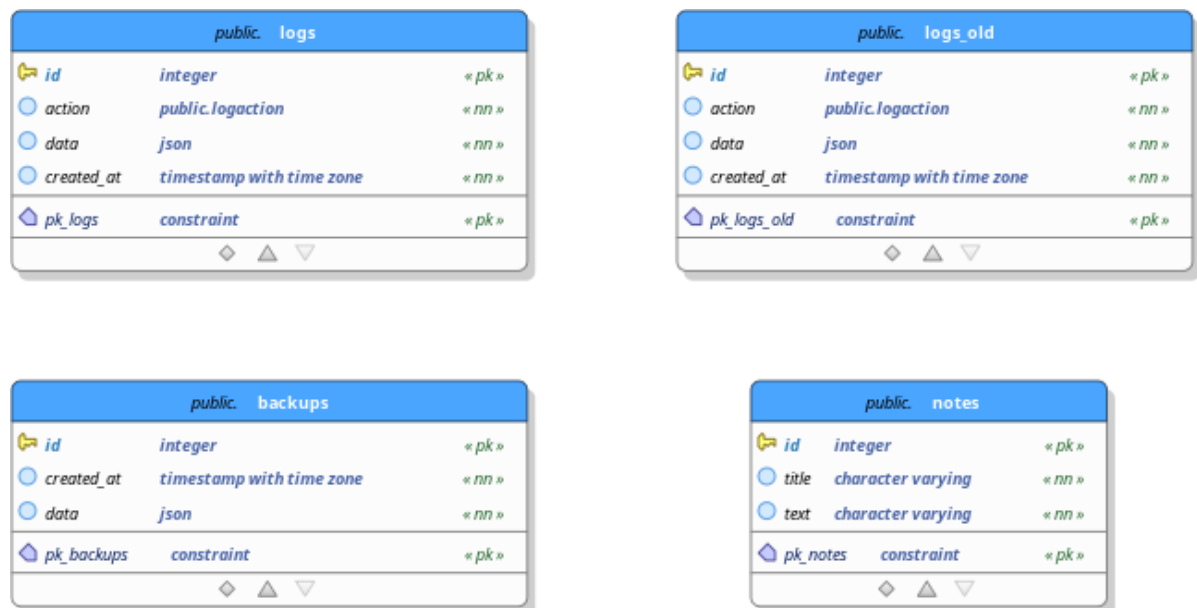 public. logs
id integer « pk »
action public.logaction « nn »
data json « nn »
created_at timestamp with time zone « nn »
pk_logs constraint « pk »
public. logs_old
id integer « pk »
action public.logaction « nn »
data json « nn »
created_at timestamp with time zone « nn »
pk_logs_old constraint « pk »
public. backups
id integer « pk »
created_at timestamp with time zone « nn »
data json « nn »
pk_backups constraint « pk »
public. notes
id integer « pk »
title character varying « nn »
text character varying « nn »
pk_notes constraint « pk »